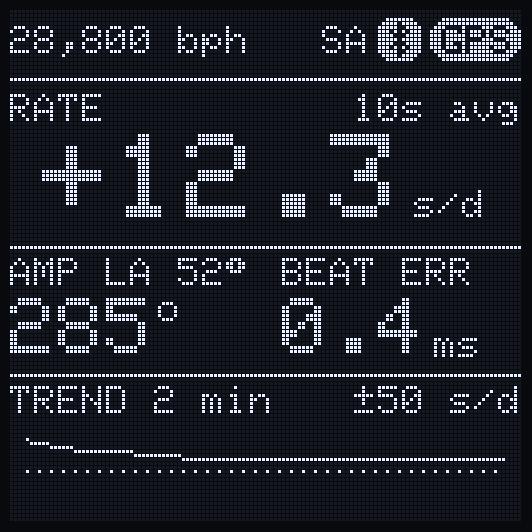 28,800 bph SA GPS
RATE 10s avg
+12.3 s/d
AMP LA 52° BEAT ERR
285° 0.4 ms
TREND 2 min ±50 s/d